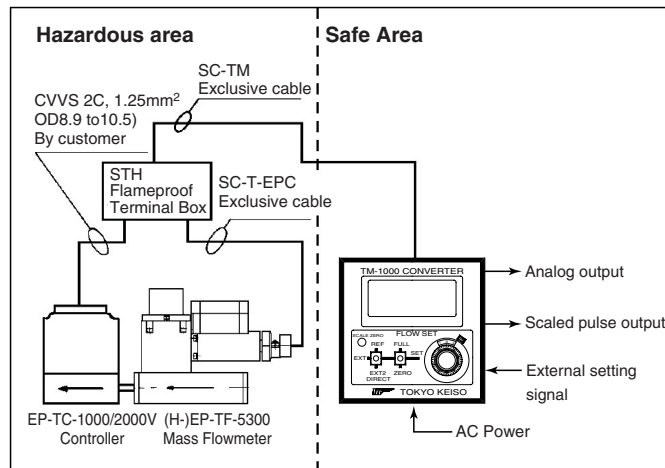 Hazardous area
Safe Area
SC-TM
Exclusive cable
CVVS 2C, 1.25mm²
OD8.9 to10.5)
By customer
STH
Flameproof
Terminal Box
SC-T-EPC
Exclusive cable
TM-1000 CONVERTER
SCALE ZERO
FLOW SET
REF
FULL
EXT
SET
EXT2
DIRECT
ZERO
TOKYO KEISO
Analog output
Scaled pulse output
External setting
signal
AC Power
EP-TC-1000/2000V
Controller
(H-)EP-TF-5300
Mass Flowmeter